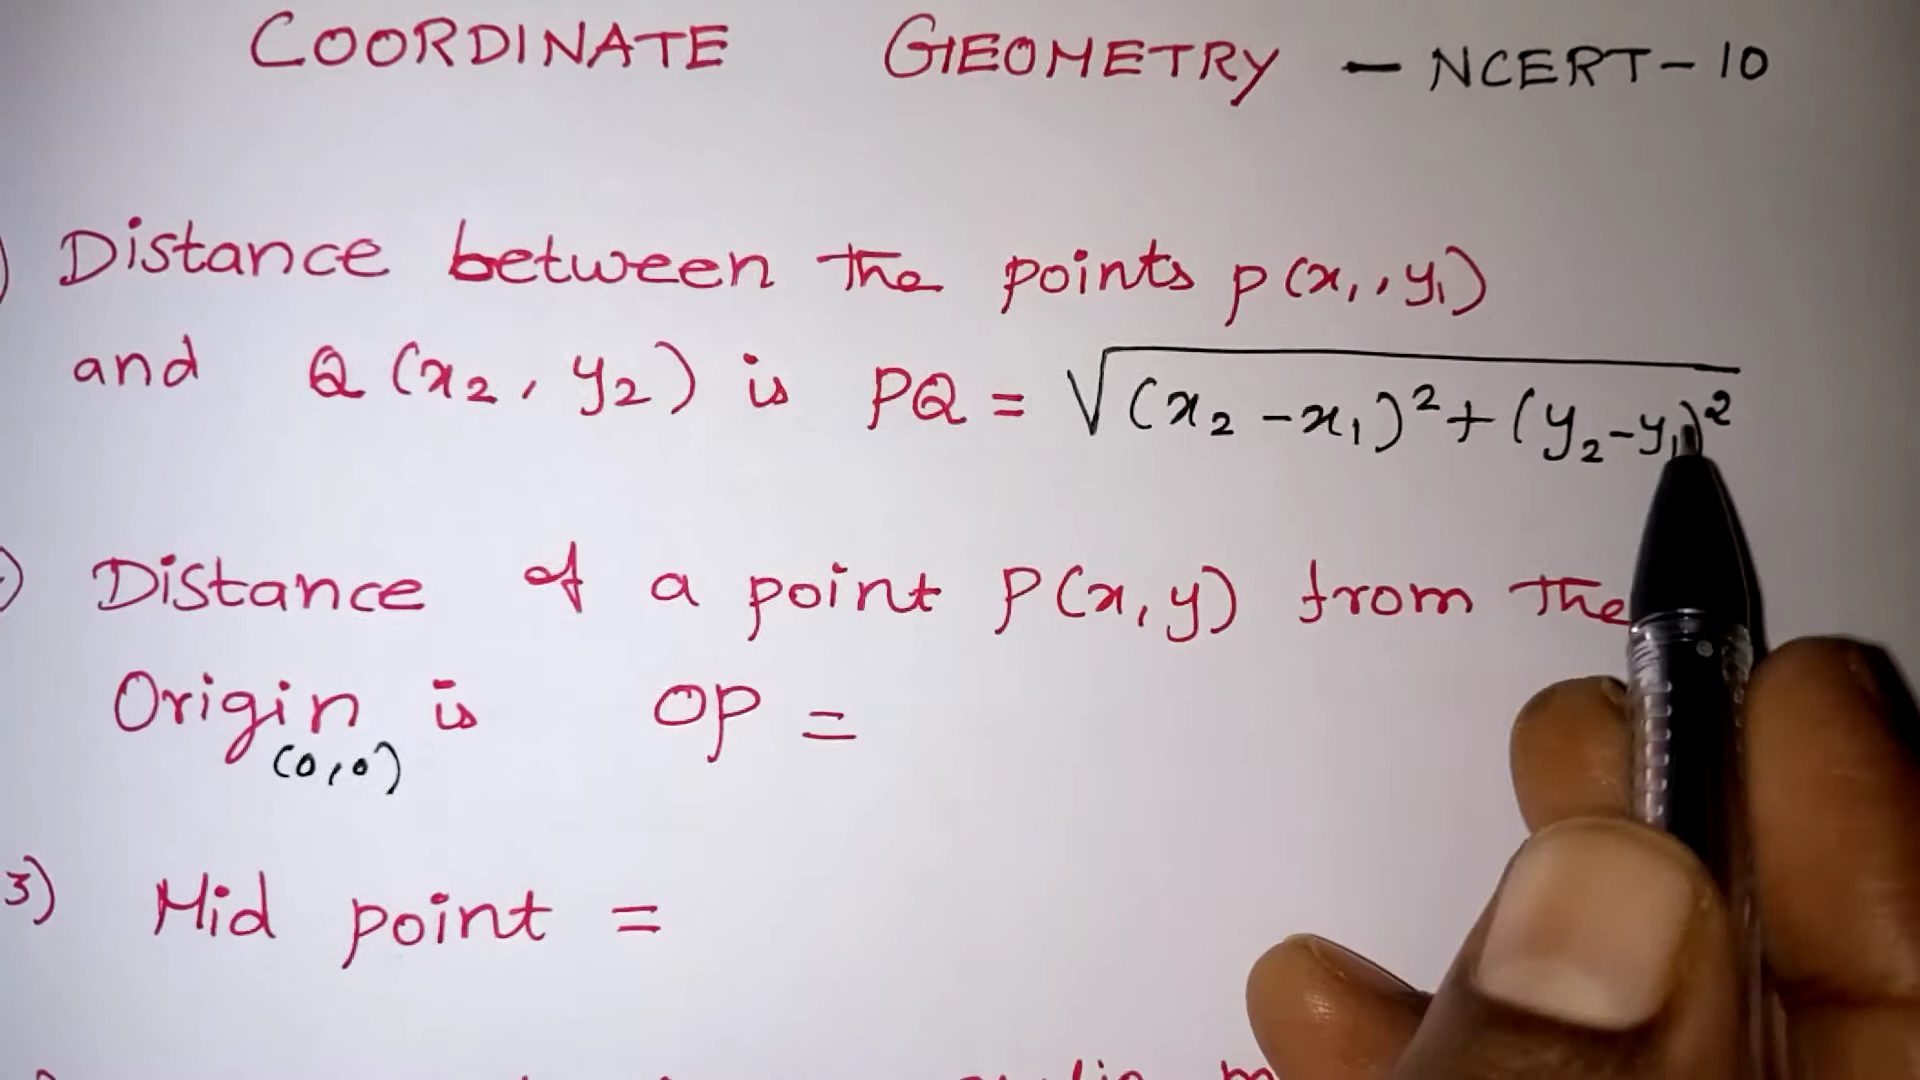 COORDINATE GEOMETRY - NCERT-10
) Distance between the points p(x₁, y₁)
and Q (x₂, y₂) is PQ = √(x₂-x₁)²+(y₂-y₁)²
) Distance of a point P(x,y) from the
Origin is OP =
(0,0)
3) Mid point =